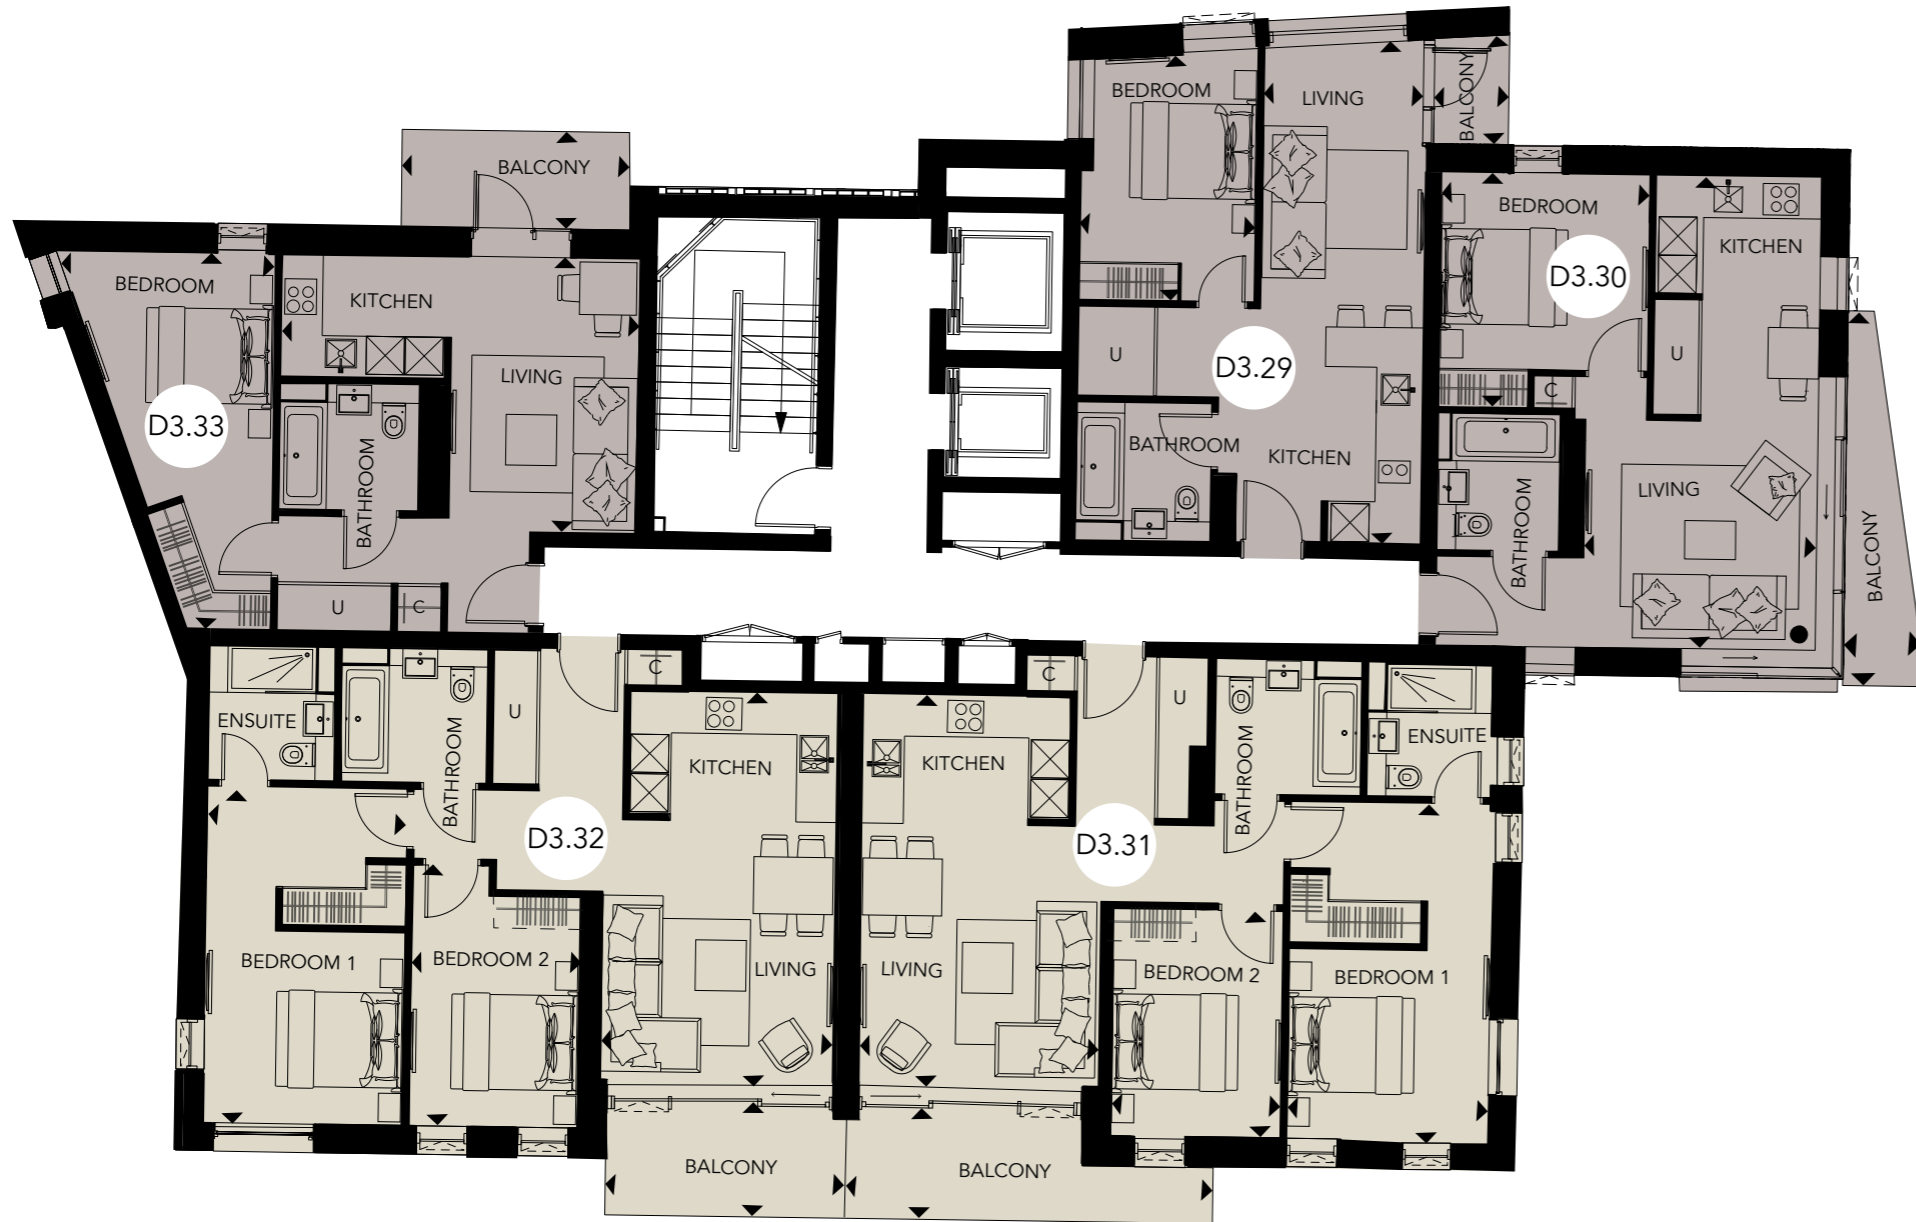 BEDROOM
LIVING
BALCONY
BALCONY
BEDROOM
KITCHEN
D3.30
BEDROOM
KITCHEN
D3.33
LIVING
BATHROOM
U
C
U
D3.29
BATHROOM
KITCHEN
U
C
LIVING
BATHROOM
BALCONY
C
U
ENSUITE
BATHROOM
KITCHEN
D3.32
BEDROOM 1
BEDROOM 2
LIVING
BALCONY
C
U
KITCHEN
BATHROOM
ENSUITE
D3.31
LIVING
BEDROOM 2
BEDROOM 1
BALCONY